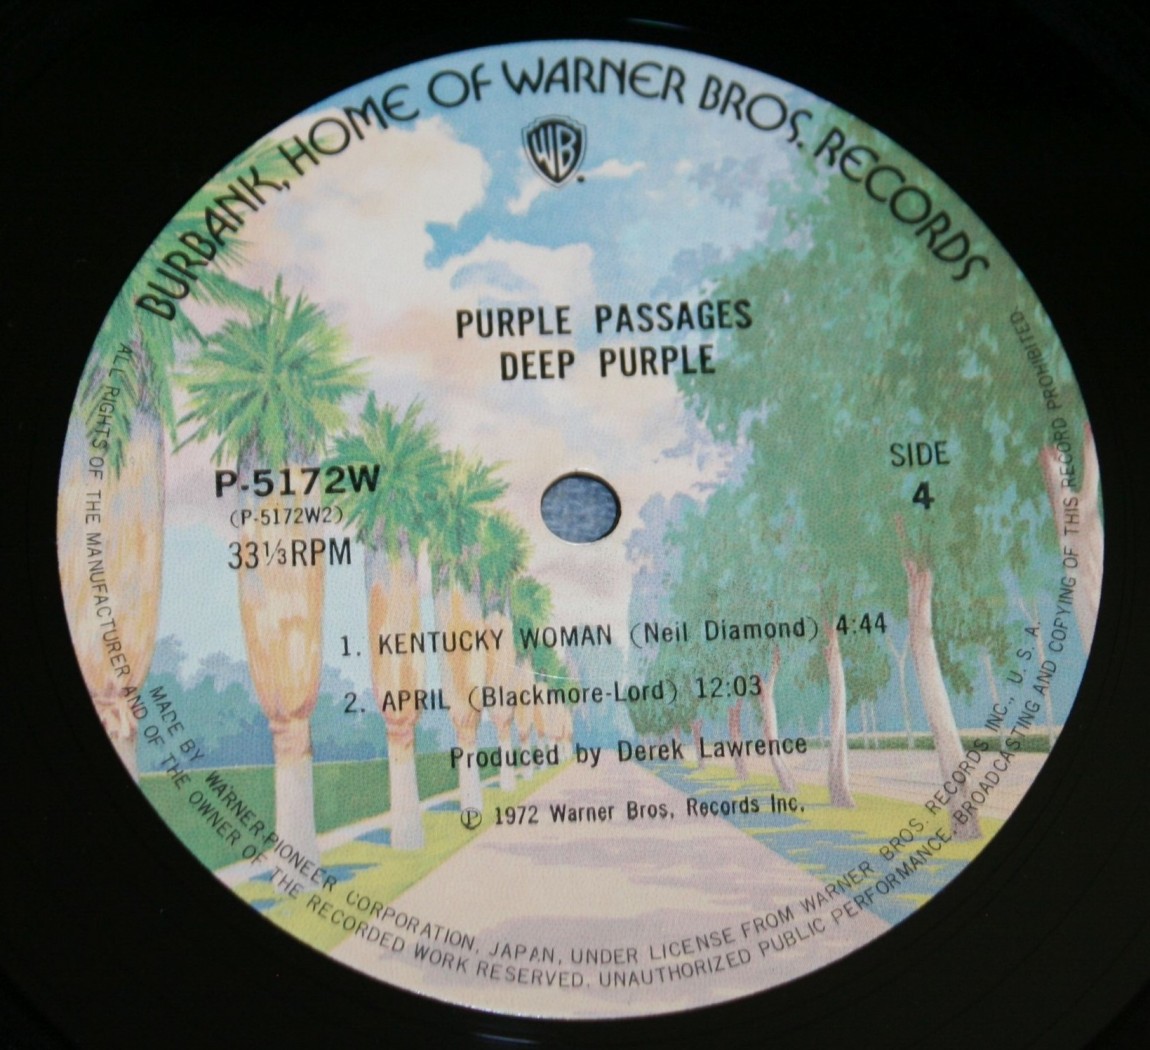 BURBANK, HOME OF WARNER BROS. RECORDS
WB
PURPLE PASSAGES
DEEP PURPLE
P-5172W
(P-5172W2)
33⅓RPM
SIDE
4
1. KENTUCKY WOMAN (Neil Diamond) 4:44
2. APRIL (Blackmore-Lord) 12:03
Produced by Derek Lawrence
Ⓟ 1972 Warner Bros. Records Inc.
MADE BY WARNER-PIONEER CORPORATION, JAPAN, UNDER LICENSE FROM WARNER BROS. RECORDS INC., U. S. A.
ALL RIGHTS OF THE MANUFACTURER AND OF THE OWNER OF THE RECORDED WORK RESERVED. UNAUTHORIZED PUBLIC PERFORMANCE, BROADCASTING AND COPYING OF THIS RECORD PROHIBITED.